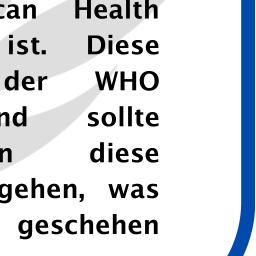 can Health
ist. Diese
der WHO
nd sollte
n diese
gehen, was
geschehen